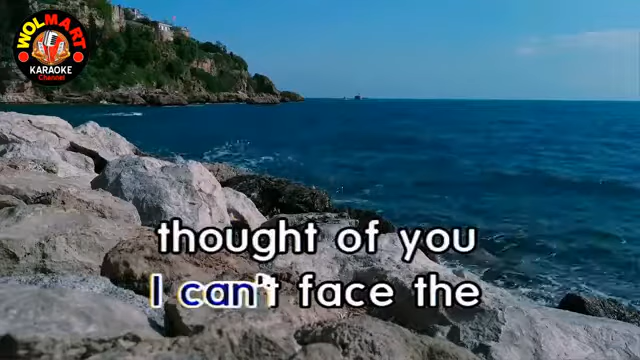 WOLMART
KARAOKE
Channel
thought of you
I can't face the